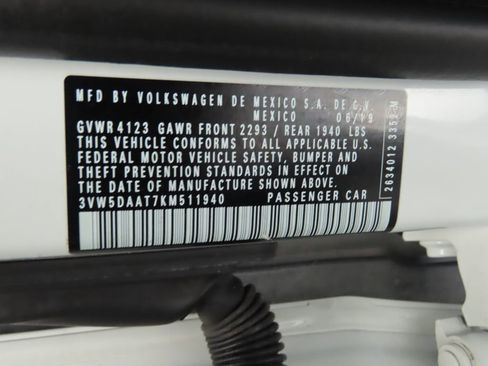 MFD BY VOLKSWAGEN DE MEXICO S.A. DE C.V.
MEXICO 06/19
GVWR 4123 GAWR FRONT 2293 / REAR 1940 LBS
THIS VEHICLE CONFORMS TO ALL APPLICABLE U.S.
FEDERAL MOTOR VEHICLE SAFETY, BUMPER AND
THEFT PREVENTION STANDARDS IN EFFECT ON
THE DATE OF MANUFACTURE SHOWN ABOVE
3VW5DAAT7KM511940 PASSENGER CAR
2634012